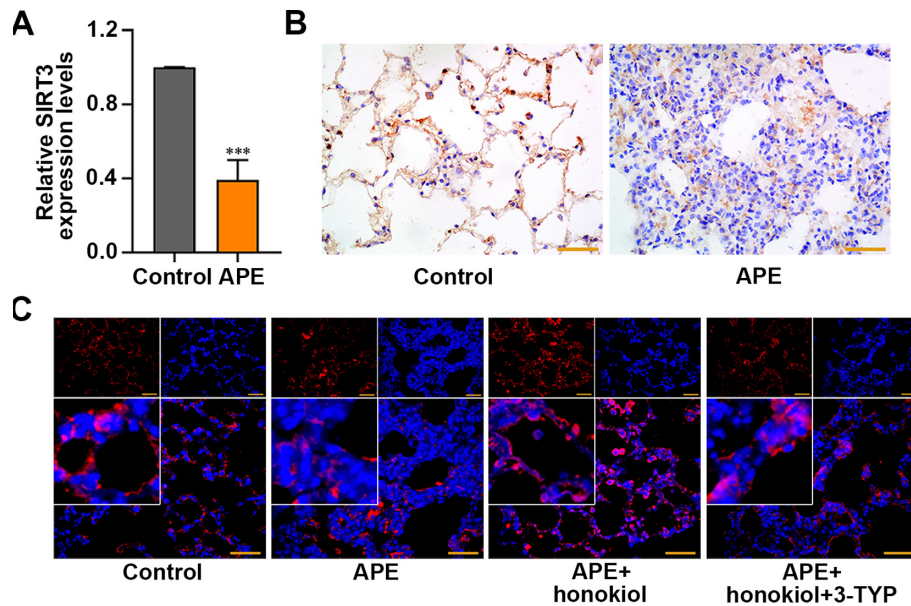 A
Relative SIRT3
expression levels
1.2
0.8
0.4
0.0
***
Control APE
B
Control
APE
C
Control
APE
APE+
honokiol
APE+
honokiol+3-TYP